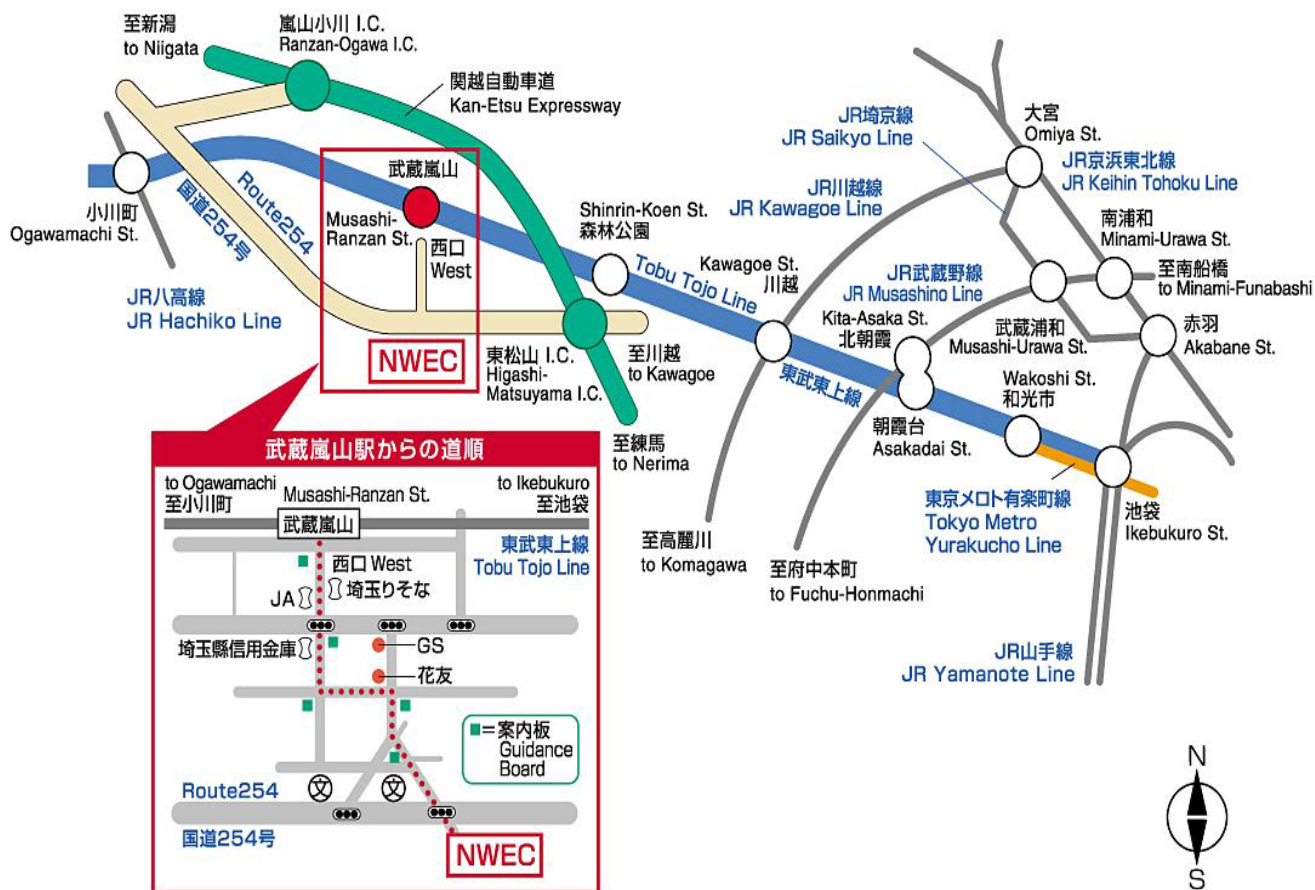 至新潟
to Niigata
嵐山小川 I.C.
Ranzan-Ogawa I.C.
関越自動車道
Kan-Etsu Expressway
小川町
Ogawamachi St.
国道254号
Route254
武蔵嵐山
Musashi-
Ranzan St.
西口
West
JR八高線
JR Hachiko Line
NWEC
東松山 I.C.
Higashi-
Matsuyama I.C.
至川越
to Kawagoe
至練馬
to Nerima
Shinrin-Koen St.
森林公園
Tobu Tojo Line
東武東上線
Kawagoe St.
川越
JR埼京線
JR Saikyo Line
JR川越線
JR Kawagoe Line
大宮
Omiya St.
JR京浜東北線
JR Keihin Tohoku Line
南浦和
Minami-Urawa St.
至南船橋
to Minami-Funabashi
JR武蔵野線
JR Musashino Line
Kita-Asaka St.
北朝霞
武蔵浦和
Musashi-Urawa St.
赤羽
Akabane St.
Wakoshi St.
和光市
朝霞台
Asakadai St.
東京メロト有楽町線
Tokyo Metro
Yurakucho Line
池袋
Ikebukuro St.
至高麗川
to Komagawa
至府中本町
to Fuchu-Honmachi
JR山手線
JR Yamanote Line
武蔵嵐山駅からの道順
to Ogawamachi
至小川町
Musashi-Ranzan St.
武蔵嵐山
to Ikebukuro
至池袋
東武東上線
Tobu Tojo Line
西口 West
JA
埼玉りそな
埼玉縣信用金庫
GS
花友
■=案内板
Guidance
Board
文
文
Route254
国道254号
NWEC
N
S